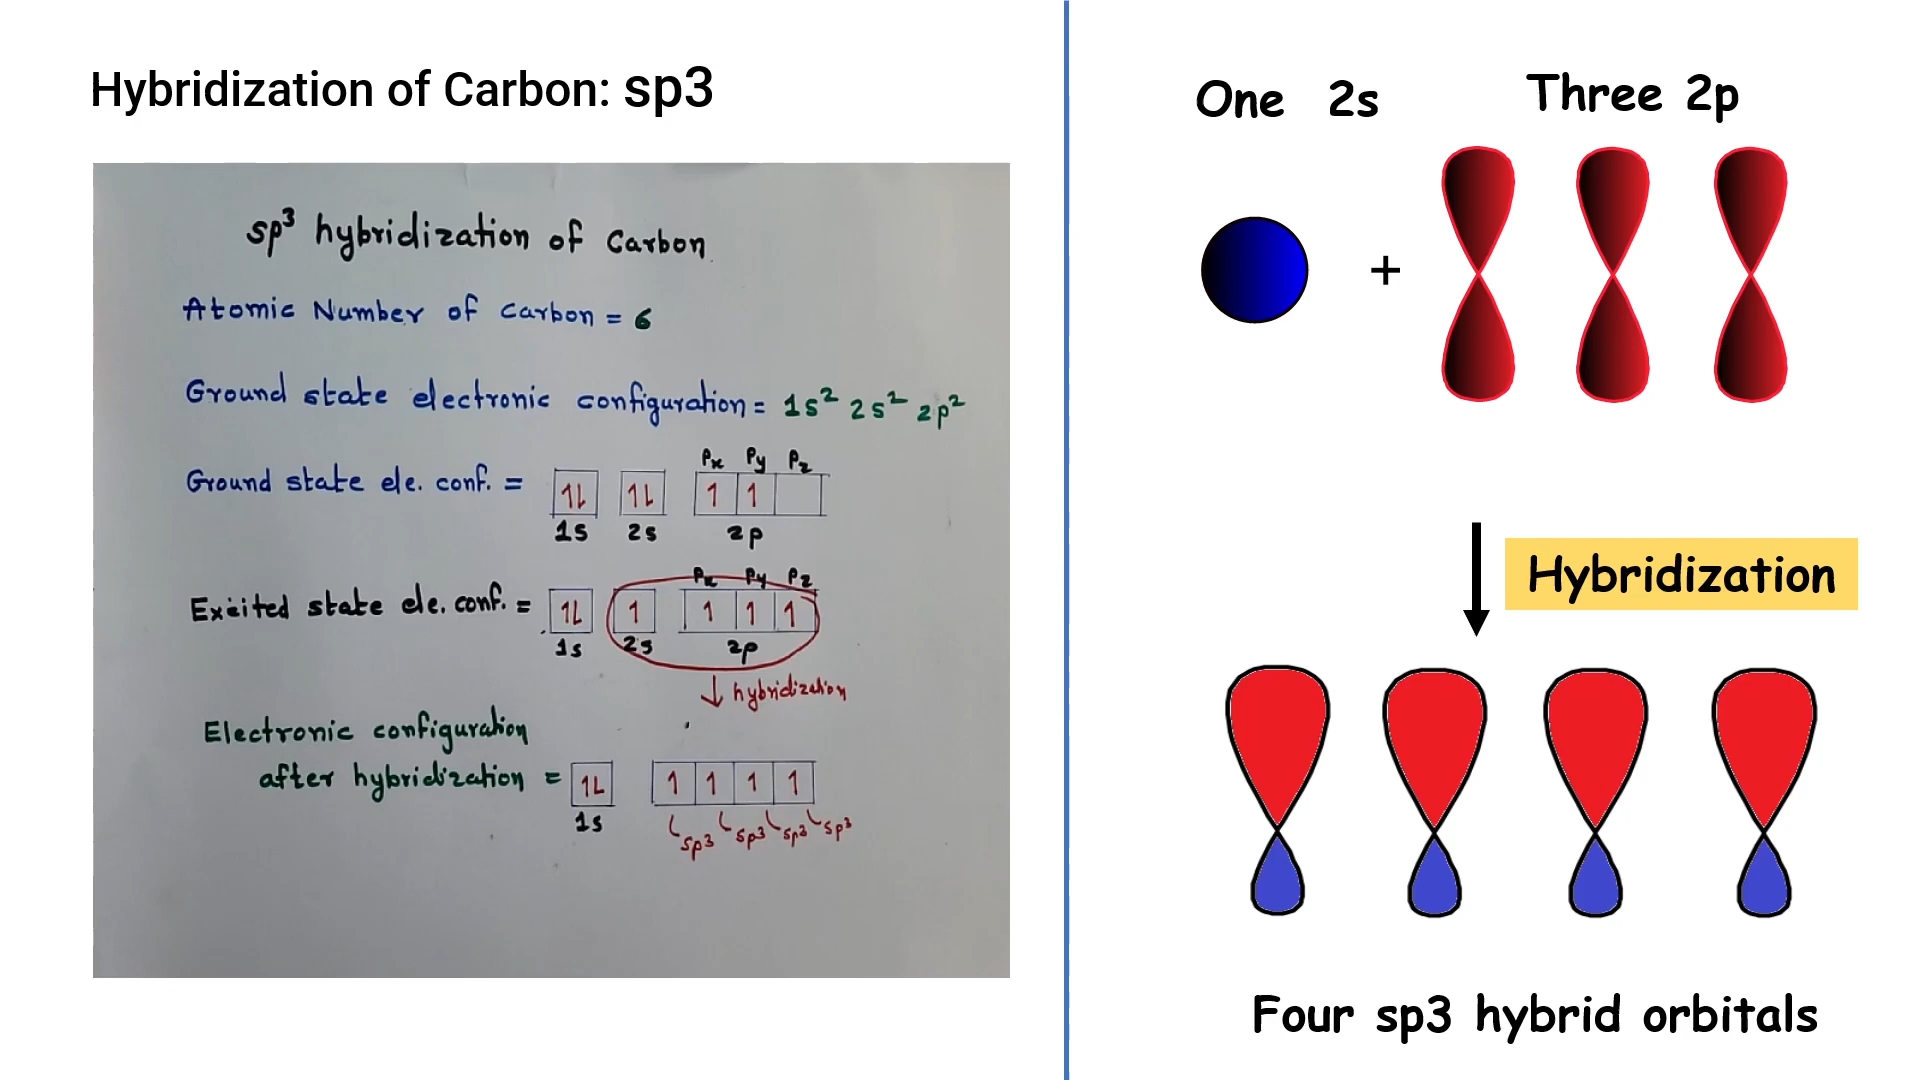 Hybridization of Carbon: sp3
sp³ hybridization of Carbon
Atomic Number of Carbon = 6
Ground state electronic configuration = 1s² 2s² 2p²
Px Py Pz
Ground state ele. conf. = 1L 1L 1 1
1s 2s 2p
Px Py Pz
Excited state ele. conf. = 1L 1 1 1 1
1s 2s 2p
↓ hybridization
Electronic configuration
after hybridization = 1L 1 1 1 1
1s sp3 sp3 sp3 sp3
One 2s
Three 2p
+
Hybridization
Four sp3 hybrid orbitals